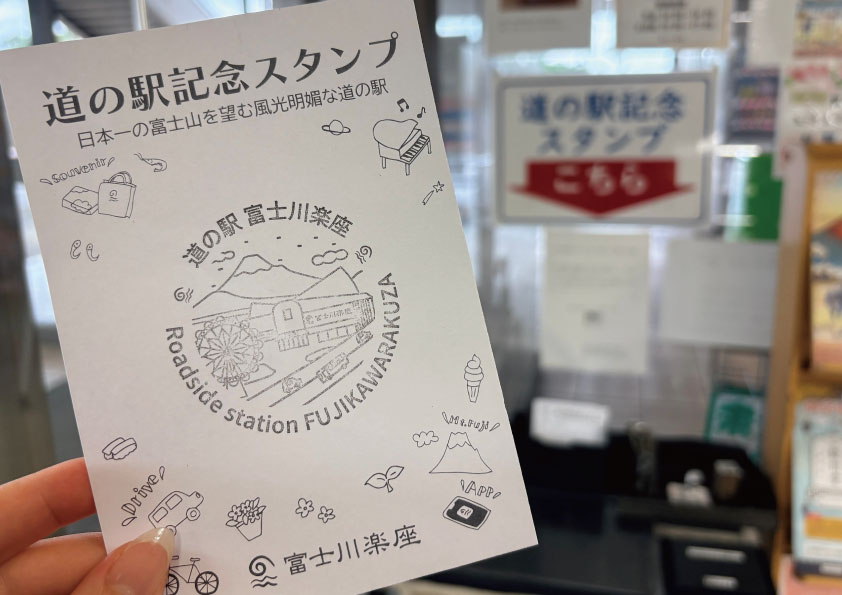 道の駅記念スタンプ
日本一の富士山を望む風光明媚な道の駅
souvenir
道の駅 富士川楽座
Roadside station FUJIKAWARAKUZA
Mt.Fuji
App
Drive
富士川楽座
道の駅記念
スタンプ
こちら